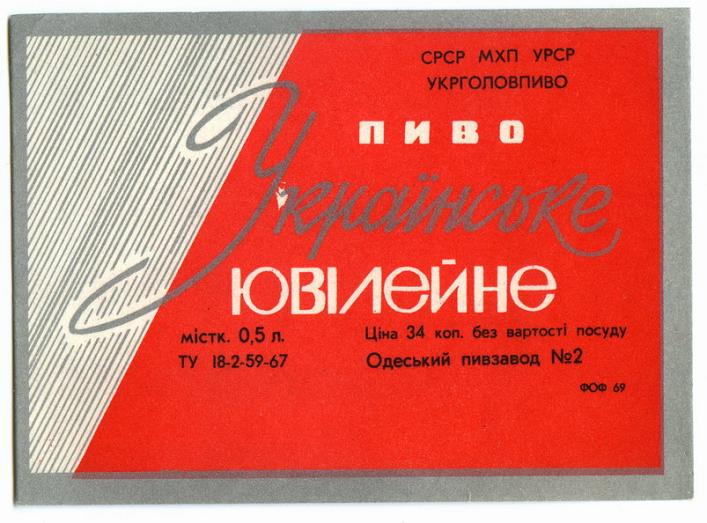 СРСР МХП УРСР
УКРГОЛОВПИВО
ПИВО
Українське
ЮВІЛЕЙНЕ
містк. 0,5 л.
Ціна 34 коп. без вартості посуду
ТУ 18-2-59-67
Одеський пивзавод №2
ФОФ 69